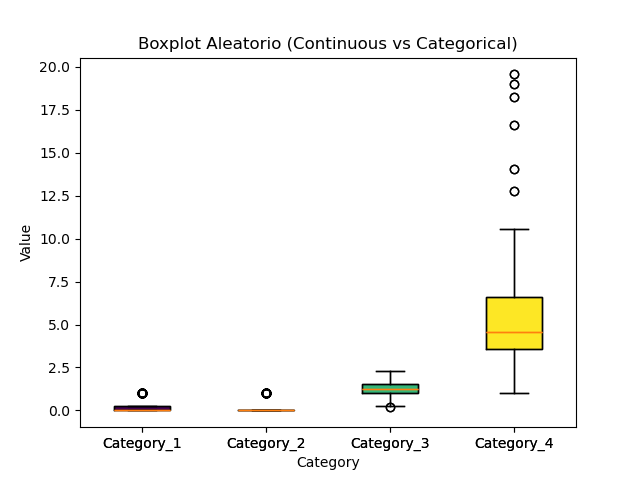 Boxplot Aleatorio (Continuous vs Categorical)
20.0
17.5
15.0
12.5
10.0
7.5
5.0
2.5
0.0
Value
Category_1 Category_2 Category_3 Category_4
Category